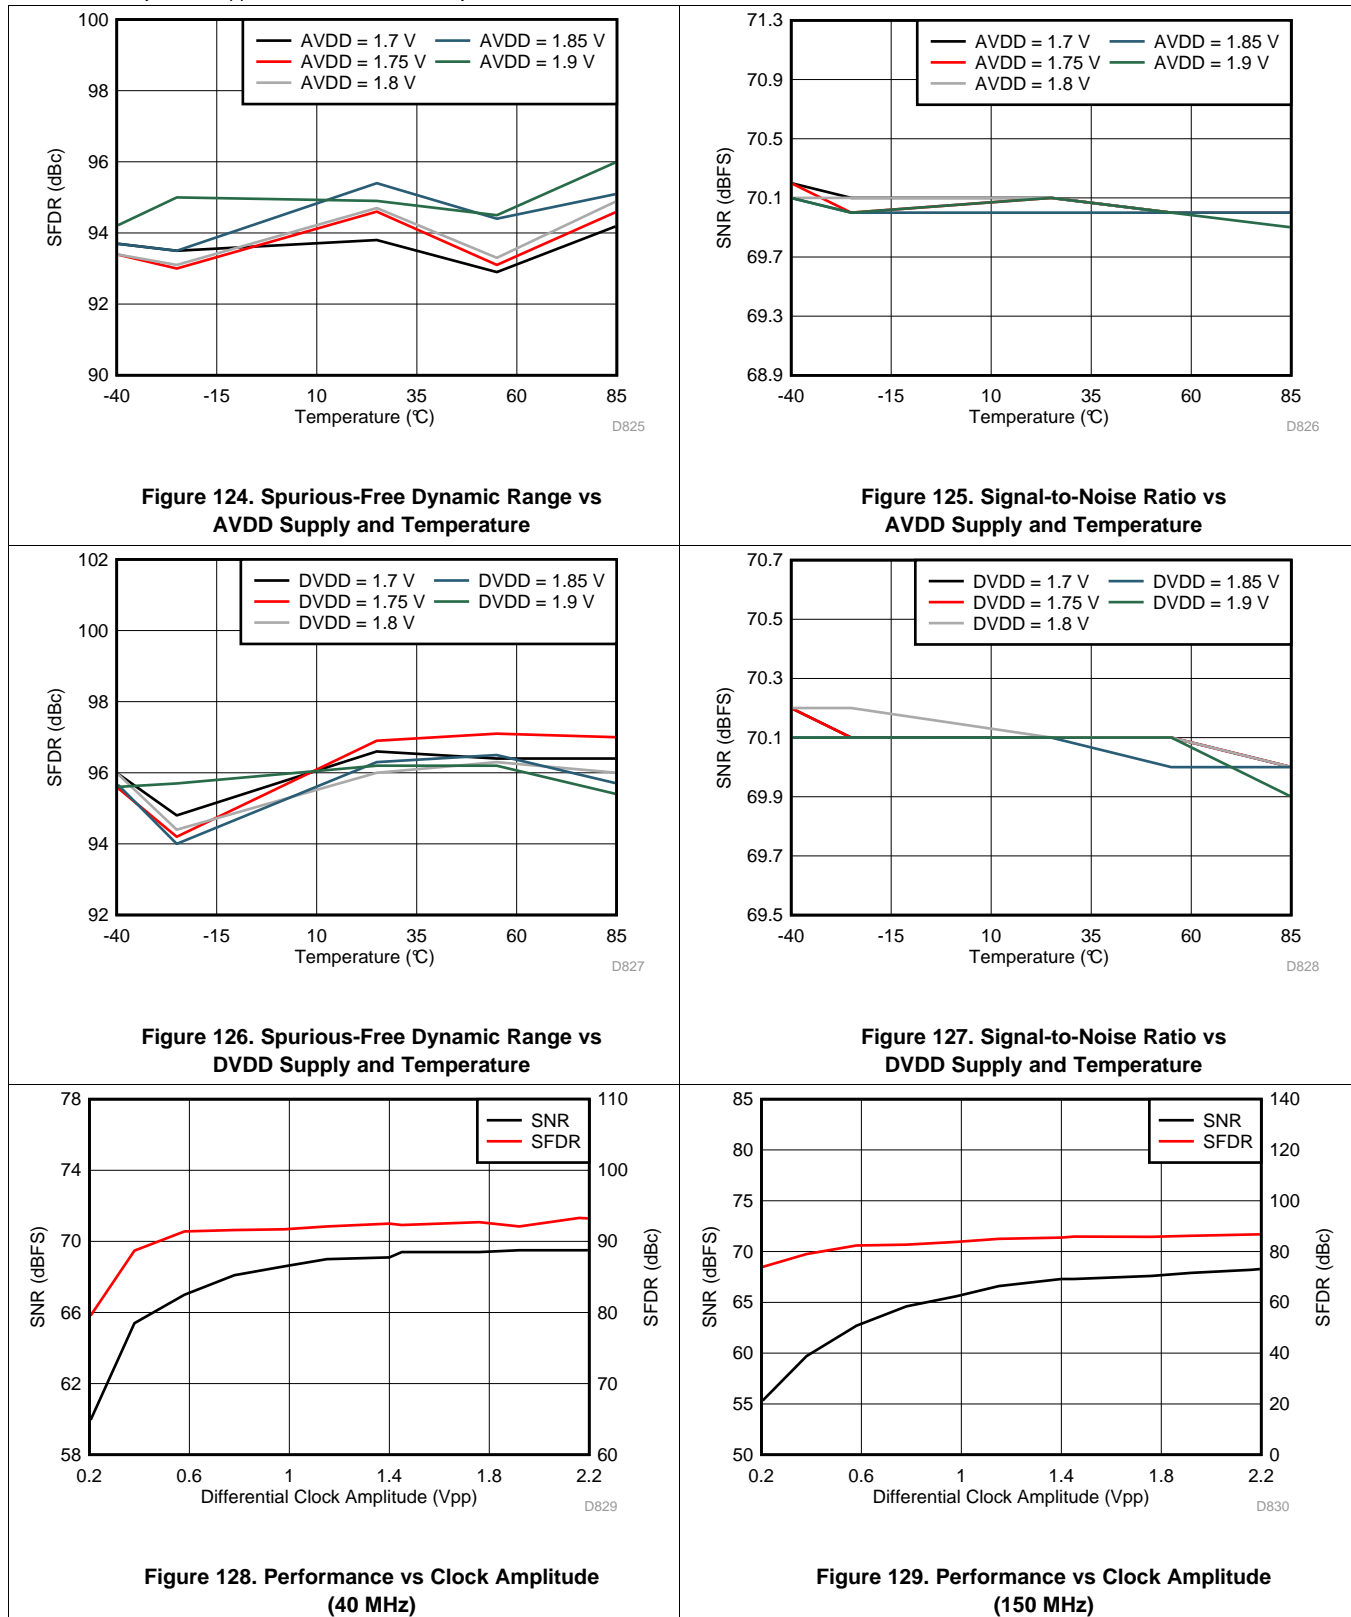 100
98
96
94
92
90
SFDR (dBc)
AVDD = 1.7 V
AVDD = 1.75 V
AVDD = 1.8 V
AVDD = 1.85 V
AVDD = 1.9 V
-40 -15 10 35 60 85
Temperature (°C)
D825
Figure 124. Spurious-Free Dynamic Range vs
AVDD Supply and Temperature
71.3
70.9
70.5
70.1
69.7
69.3
68.9
SNR (dBFS)
AVDD = 1.7 V
AVDD = 1.75 V
AVDD = 1.8 V
AVDD = 1.85 V
AVDD = 1.9 V
-40 -15 10 35 60 85
Temperature (°C)
D826
Figure 125. Signal-to-Noise Ratio vs
AVDD Supply and Temperature
102
100
98
96
94
92
SFDR (dBc)
DVDD = 1.7 V
DVDD = 1.75 V
DVDD = 1.8 V
DVDD = 1.85 V
DVDD = 1.9 V
-40 -15 10 35 60 85
Temperature (°C)
D827
Figure 126. Spurious-Free Dynamic Range vs
DVDD Supply and Temperature
70.7
70.5
70.3
70.1
69.9
69.7
69.5
SNR (dBFS)
DVDD = 1.7 V
DVDD = 1.75 V
DVDD = 1.8 V
DVDD = 1.85 V
DVDD = 1.9 V
-40 -15 10 35 60 85
Temperature (°C)
D828
Figure 127. Signal-to-Noise Ratio vs
DVDD Supply and Temperature
78
74
70
66
62
58
SNR (dBFS)
SNR
SFDR
110
100
90
80
70
60
SFDR (dBc)
0.2 0.6 1 1.4 1.8 2.2
Differential Clock Amplitude (Vpp)
D829
Figure 128. Performance vs Clock Amplitude
(40 MHz)
85
80
75
70
65
60
55
50
SNR (dBFS)
SNR
SFDR
140
120
100
80
60
40
20
0
SFDR (dBc)
0.2 0.6 1 1.4 1.8 2.2
Differential Clock Amplitude (Vpp)
D830
Figure 129. Performance vs Clock Amplitude
(150 MHz)